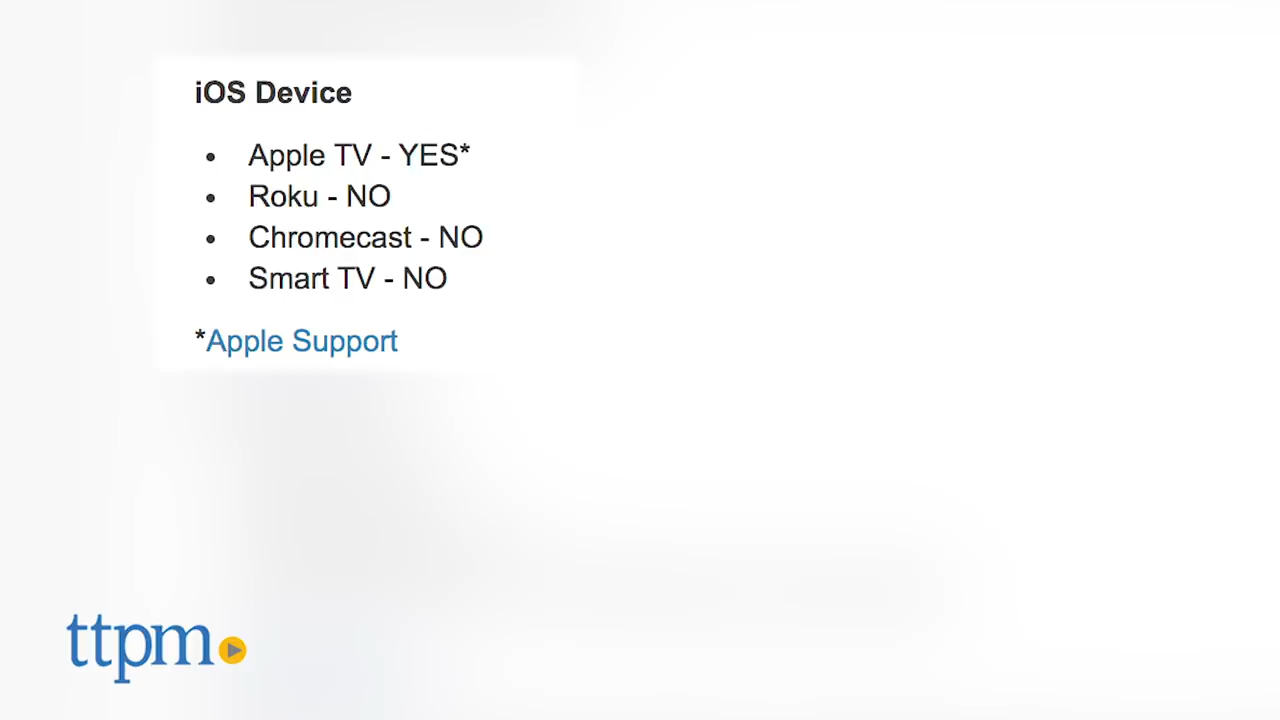 iOS Device
• Apple TV - YES*
• Roku - NO
• Chromecast - NO
• Smart TV - NO
*Apple Support
ttpm